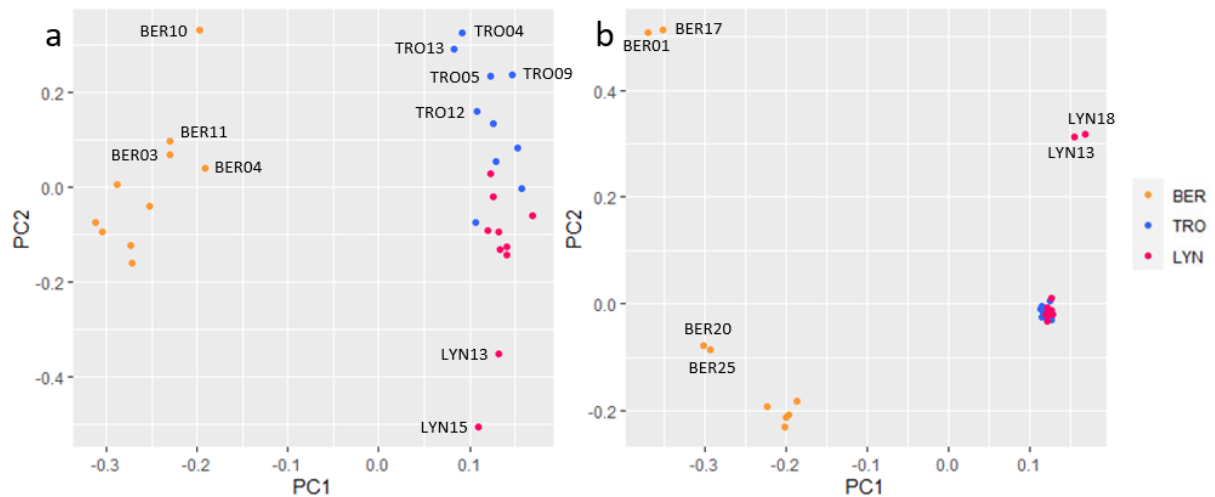 a
BER10
TRO04
TRO13
TRO05
TRO09
TRO12
BER11
BER03
BER04
LYN13
LYN15
0.2
0.0
-0.2
-0.4
PC2
-0.3
-0.2
-0.1
0.0
0.1
PC1
b
BER17
BER01
LYN18
LYN13
BER20
BER25
0.4
0.2
0.0
-0.2
PC2
-0.3
-0.2
-0.1
0.0
0.1
PC1
BER
TRO
LYN